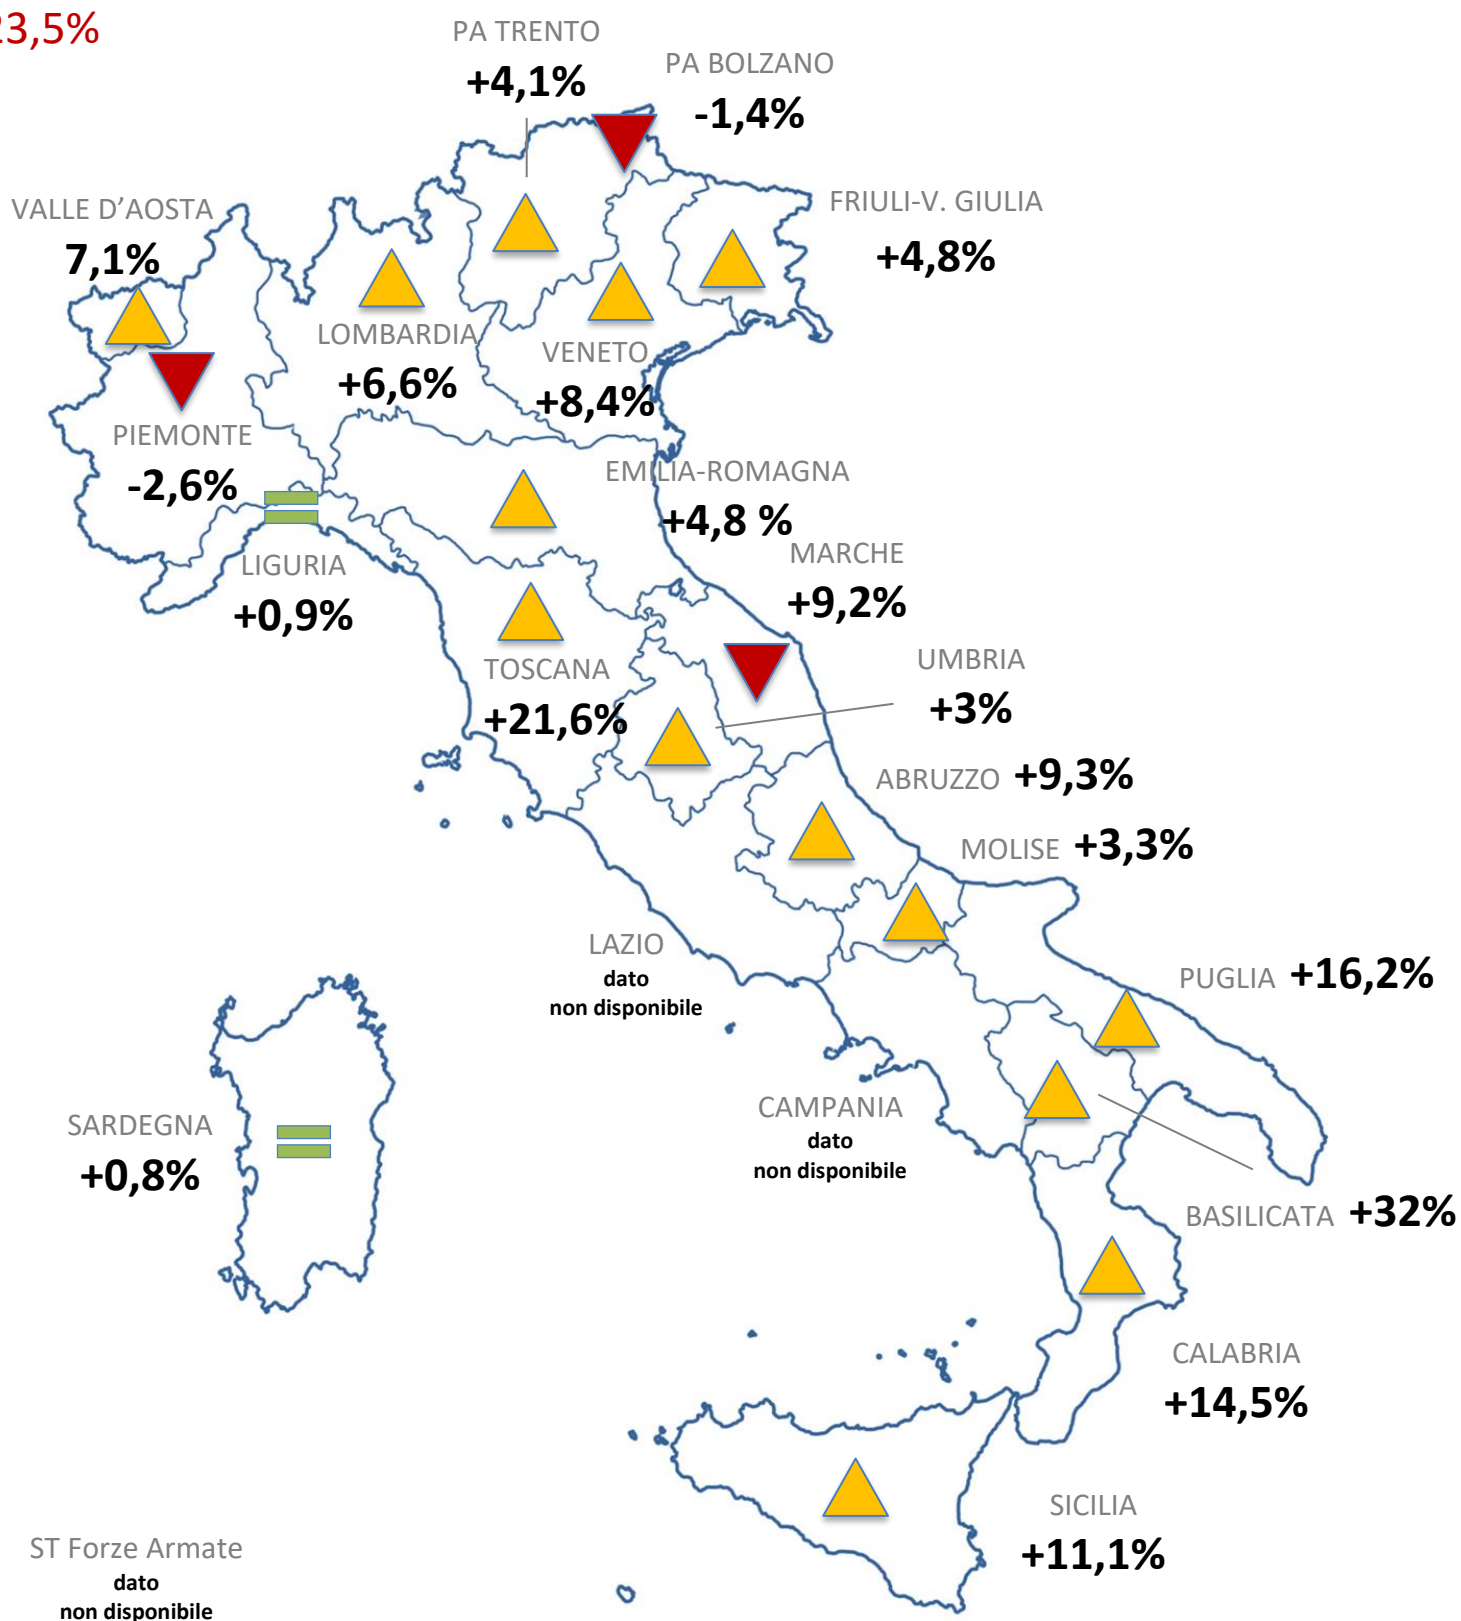 23,5%
PA TRENTO
+4,1%
PA BOLZANO
-1,4%
VALLE D’AOSTA
7,1%
FRIULI-V. GIULIA
+4,8%
LOMBARDIA
+6,6%
VENETO
+8,4%
PIEMONTE
-2,6%
EMILIA-ROMAGNA
+4,8 %
LIGURIA
+0,9%
MARCHE
+9,2%
TOSCANA
+21,6%
UMBRIA
+3%
ABRUZZO +9,3%
MOLISE +3,3%
LAZIO
dato
non disponibile
PUGLIA +16,2%
CAMPANIA
dato
non disponibile
SARDEGNA
+0,8%
BASILICATA +32%
CALABRIA
+14,5%
SICILIA
+11,1%
ST Forze Armate
dato
non disponibile